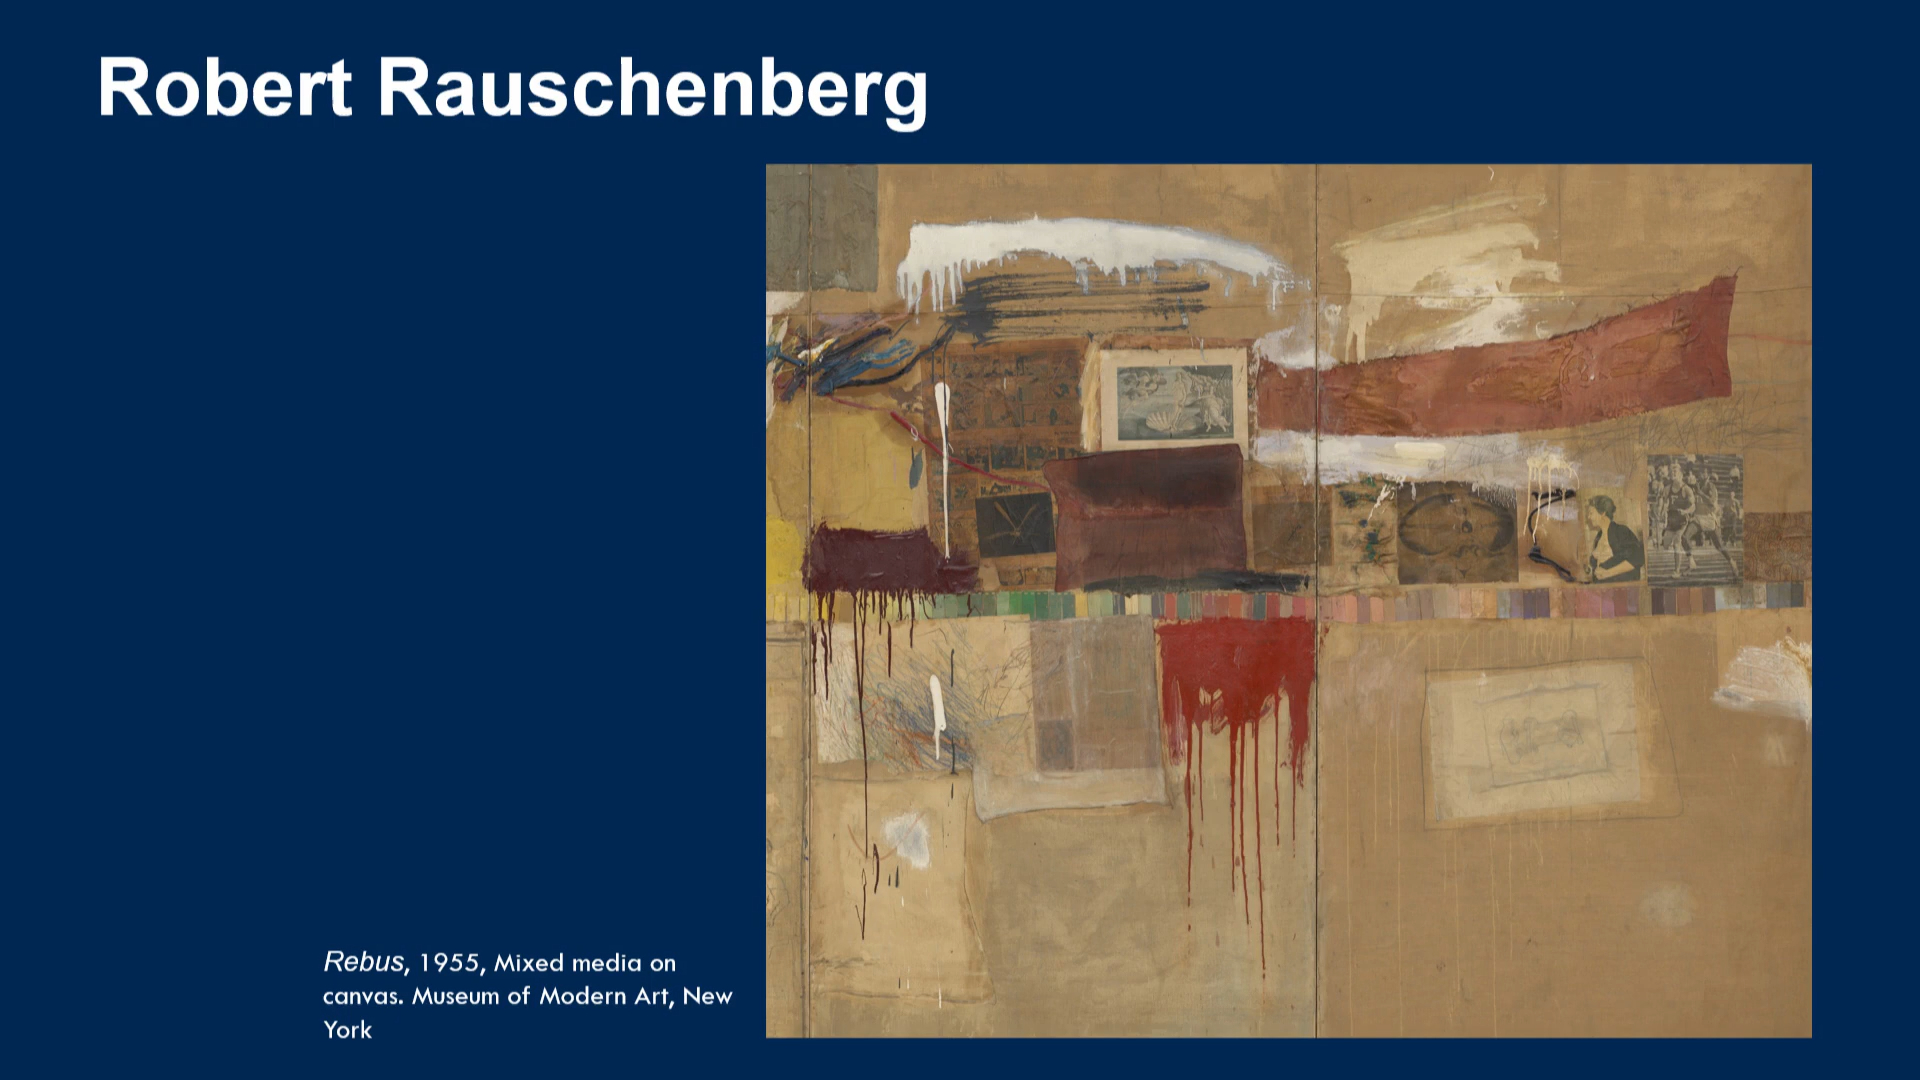 Robert Rauschenberg
Rebus, 1955, Mixed media on
canvas. Museum of Modern Art, New
York